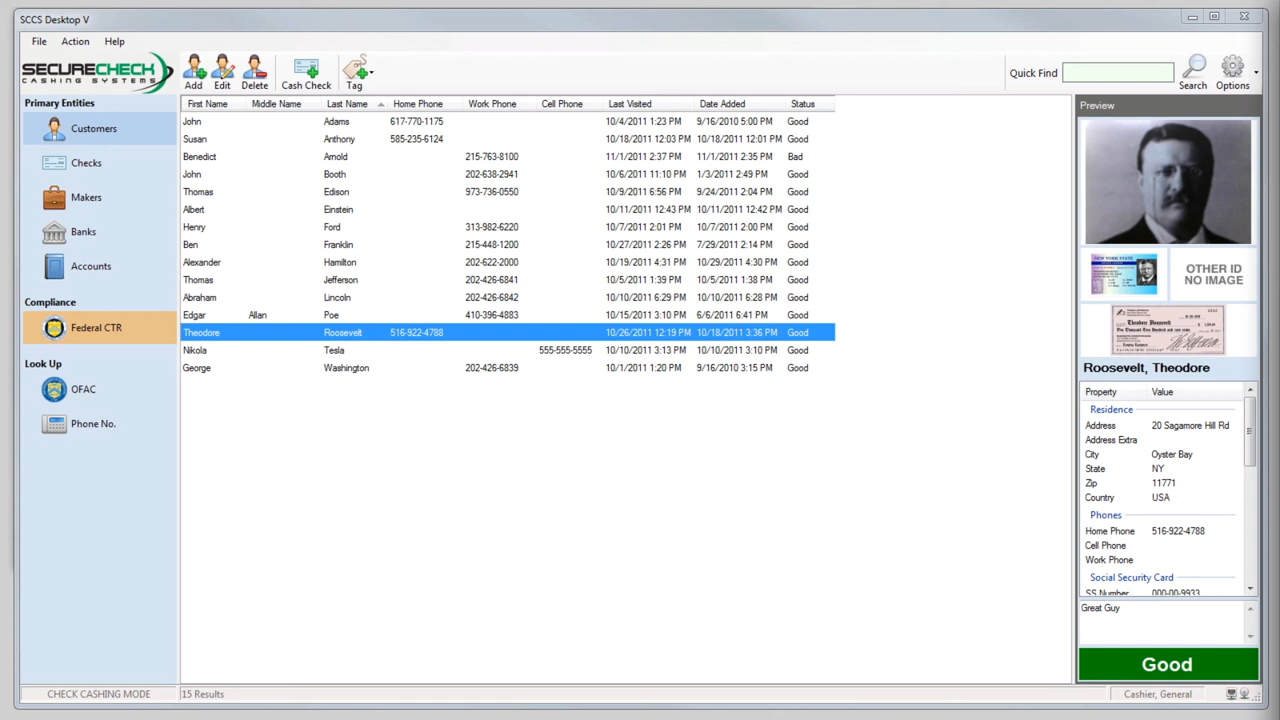 SCCS Desktop V
File Action Help
SECURECHECK
CASHING SYSTEMS
Add Edit Delete Cash Check Tag
Quick Find Search Options
Primary Entities
Customers
Checks
Makers
Banks
Accounts
Compliance
Federal CTR
Look Up
OFAC
Phone No.
First Name Middle Name Last Name Home Phone Work Phone Cell Phone Last Visited Date Added Status
John Adams 617-770-1175 10/4/2011 1:23 PM 9/16/2010 5:00 PM Good
Susan Anthony 585-235-6124 10/18/2011 12:03 PM 10/18/2011 12:01 PM Good
Benedict Arnold 215-763-8100 11/1/2011 2:37 PM 11/1/2011 2:35 PM Bad
John Booth 202-638-2941 10/6/2011 11:10 PM 1/3/2011 2:49 PM Good
Thomas Edison 973-736-0550 10/9/2011 6:56 PM 9/24/2011 2:04 PM Good
Albert Einstein 10/11/2011 12:43 PM 10/11/2011 12:42 PM Good
Henry Ford 313-982-6220 10/7/2011 2:01 PM 10/7/2011 2:00 PM Good
Ben Franklin 215-448-1200 10/27/2011 2:26 PM 7/29/2011 2:14 PM Good
Alexander Hamilton 202-622-2000 10/19/2011 4:31 PM 10/29/2011 4:30 PM Good
Thomas Jefferson 202-426-6841 10/5/2011 1:39 PM 10/5/2011 1:38 PM Good
Abraham Lincoln 202-426-6842 10/10/2011 6:29 PM 10/10/2011 6:28 PM Good
Edgar Allan Poe 410-396-4883 10/15/2011 3:10 PM 6/6/2011 6:41 PM Good
Theodore Roosevelt 516-922-4788 10/26/2011 12:19 PM 10/18/2011 3:36 PM Good
Nikola Tesla 555-555-5555 10/10/2011 3:13 PM 10/10/2011 3:10 PM Good
George Washington 202-426-6839 10/1/2011 1:20 PM 9/16/2010 3:15 PM Good
Preview
NEW YORK STATE
OTHER ID
NO IMAGE
Theodore Roosevelt
Roosevelt, Theodore
Property Value
Residence
Address 20 Sagamore Hill Rd
Address Extra
City Oyster Bay
State NY
Zip 11771
Country USA
Phones
Home Phone 516-922-4788
Cell Phone
Work Phone
Social Security Card
SS Number 000-00-9933
Great Guy
Good
CHECK CASHING MODE 15 Results Cashier, General